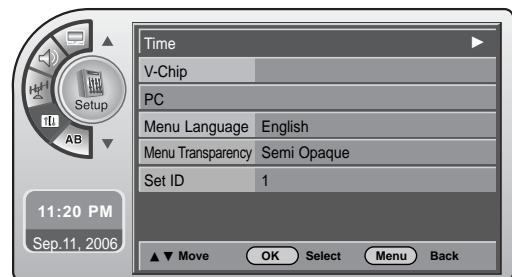 Setup
AB
11:20 PM
Sep.11, 2006
Time
V-Chip
PC
Menu Language English
Menu Transparency Semi Opaque
Set ID 1
▲ ▼ Move OK Select Menu Back